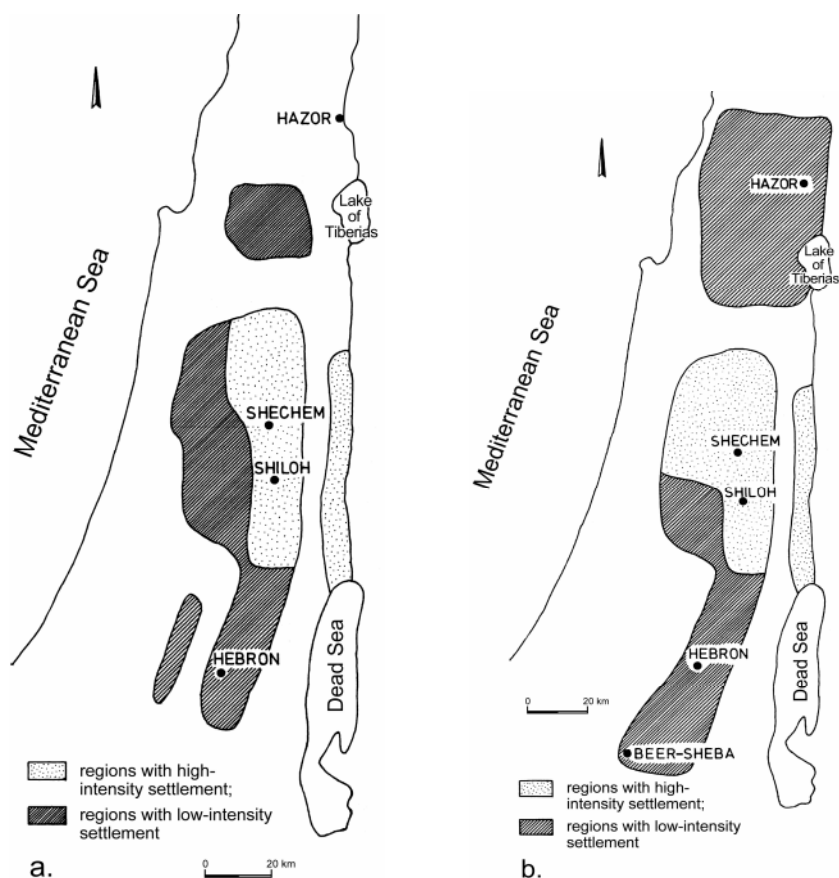 HAZOR
Lake
of
Tiberias
Mediterranean Sea
SHECHEM
SHILOH
HEBRON
Dead Sea
regions with high-
intensity settlement;
regions with low-intensity
settlement
a.
0 20 km
HAZOR
Lake
of
Tiberias
Mediterranean Sea
SHECHEM
SHILOH
HEBRON
Dead Sea
0 20 km
BEER-SHEBA
regions with high-
intensity settlement;
regions with low-intensity
settlement
b.